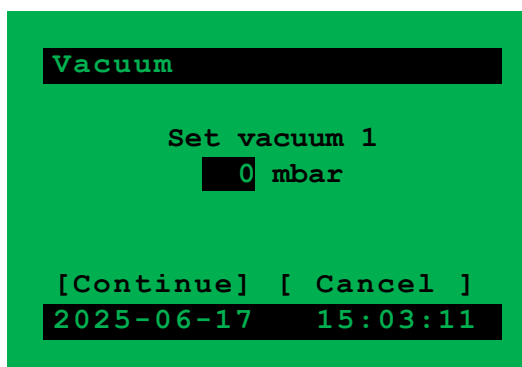 Vacuum
Set vacuum 1
0 mbar
[Continue] [ Cancel ]
2025-06-17 15:03:11